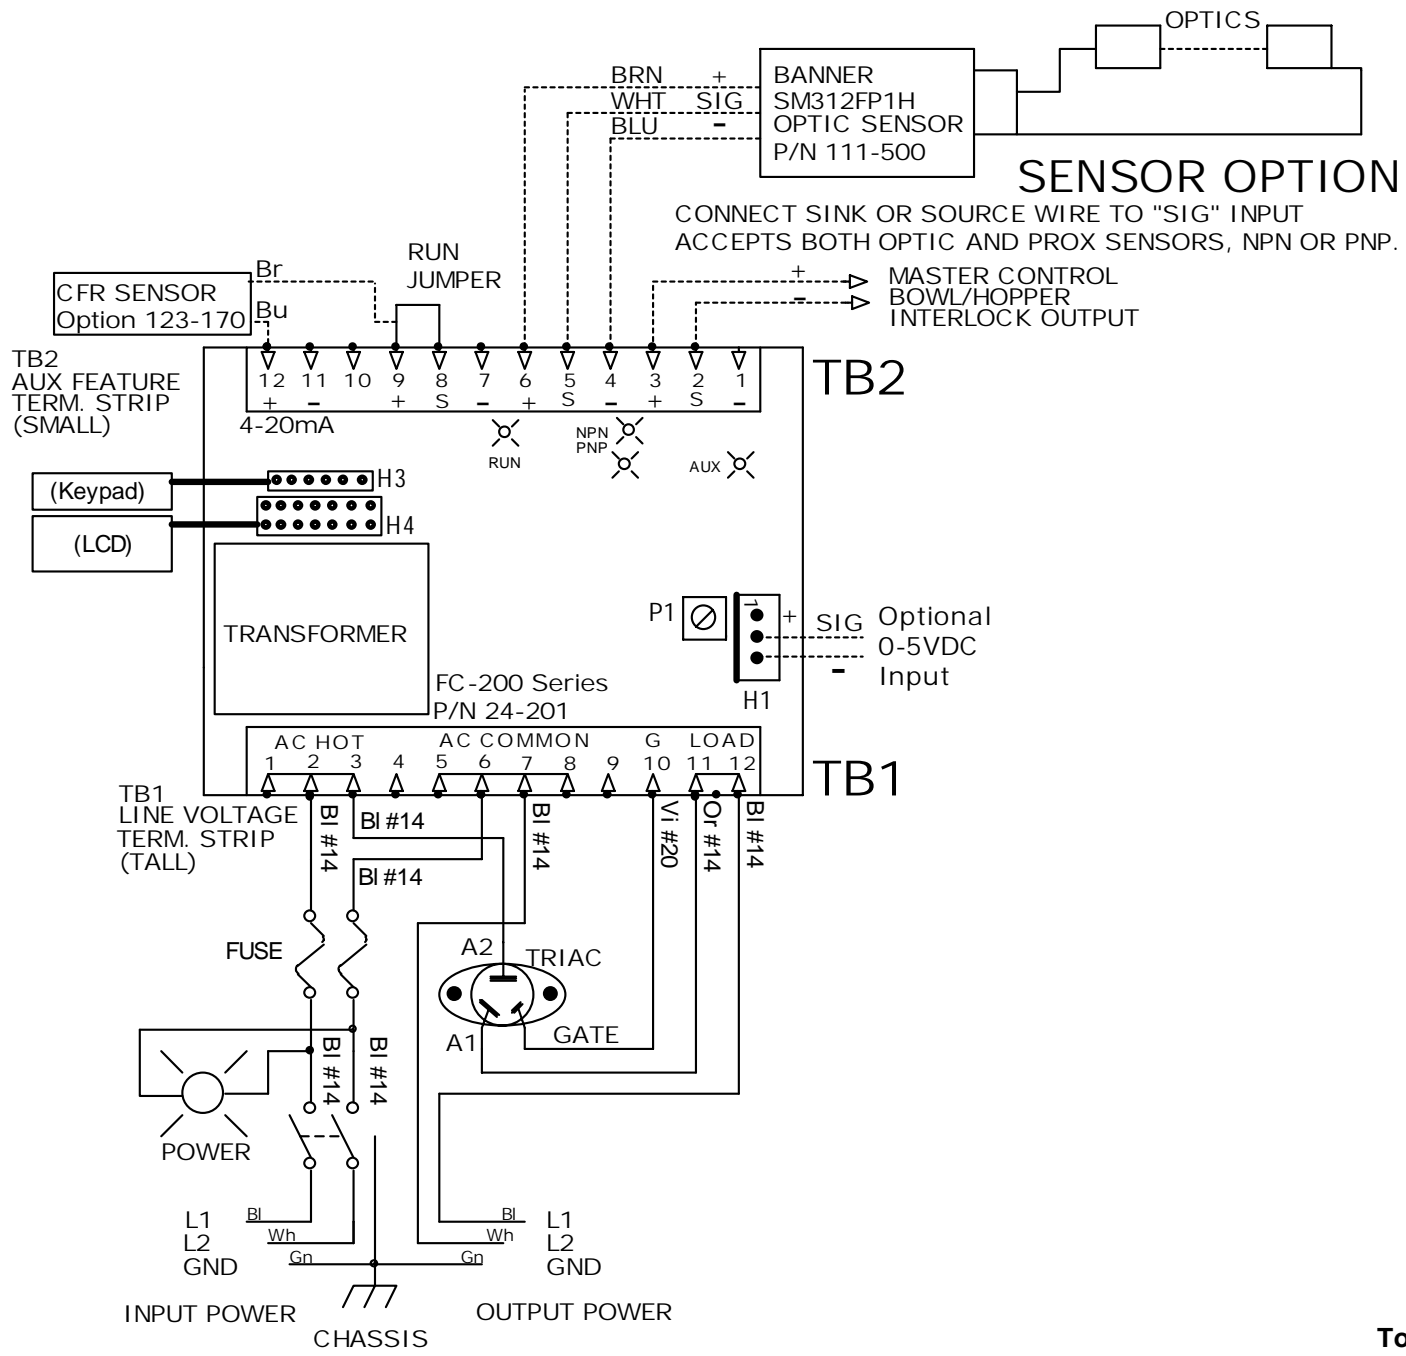 OPTICS
BRN +
WHT SIG
BLU -
BANNER
SM312FP1H
OPTIC SENSOR
P/N 111-500
SENSOR OPTION
CONNECT SINK OR SOURCE WIRE TO "SIG" INPUT
ACCEPTS BOTH OPTIC AND PROX SENSORS, NPN OR PNP.
RUN
JUMPER
Br
Bu
CFR SENSOR
Option 123-170
+ MASTER CONTROL
- BOWL/HOPPER
INTERLOCK OUTPUT
TB2
AUX FEATURE
TERM. STRIP
(SMALL)
TB2
12 11 10 9 8 7 6 5 4 3 2 1
+ - + S - + S - + S -
4-20mA
RUN
NPN
PNP
AUX
(Keypad)
H3
(LCD)
H4
TRANSFORMER
P1
1
+
SIG
-
Optional
0-5VDC
Input
H1
FC-200 Series
P/N 24-201
AC HOT AC COMMON G LOAD
1 2 3 4 5 6 7 8 9 10 11 12
TB1
TB1
LINE VOLTAGE
TERM. STRIP
(TALL)
Bl #14
Bl #14
Bl #14
Bl #14
Vi #20
Or #14
Bl #14
FUSE
A2
TRIAC
A1
GATE
Bl #14
Bl #14
POWER
L1 Bl
L2 Wh
GND Gn
Bl L1
Wh L2
Gn GND
INPUT POWER
OUTPUT POWER
CHASSIS
To